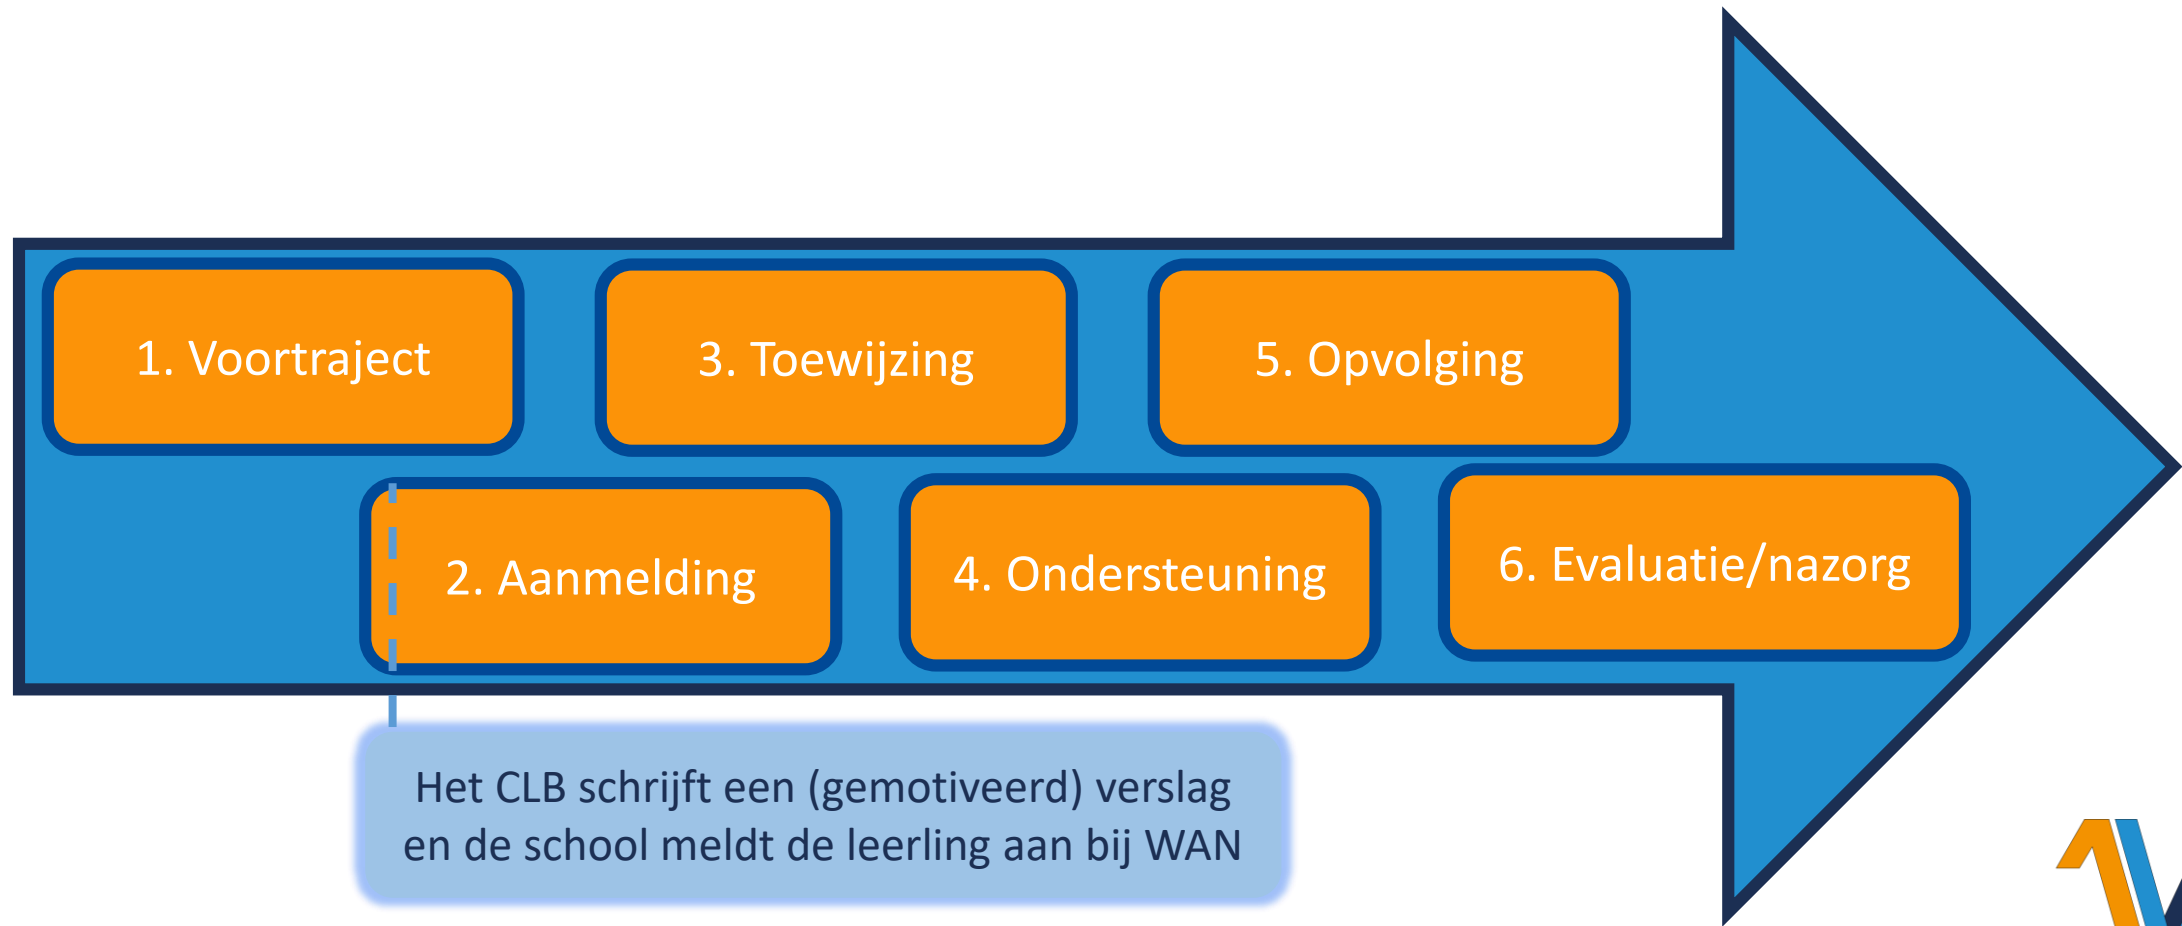 1. Voortraject
2. Aanmelding
3. Toewijzing
4. Ondersteuning
5. Opvolging
6. Evaluatie/nazorg
Het CLB schrijft een (gemotiveerd) verslag
en de school meldt de leerling aan bij WAN